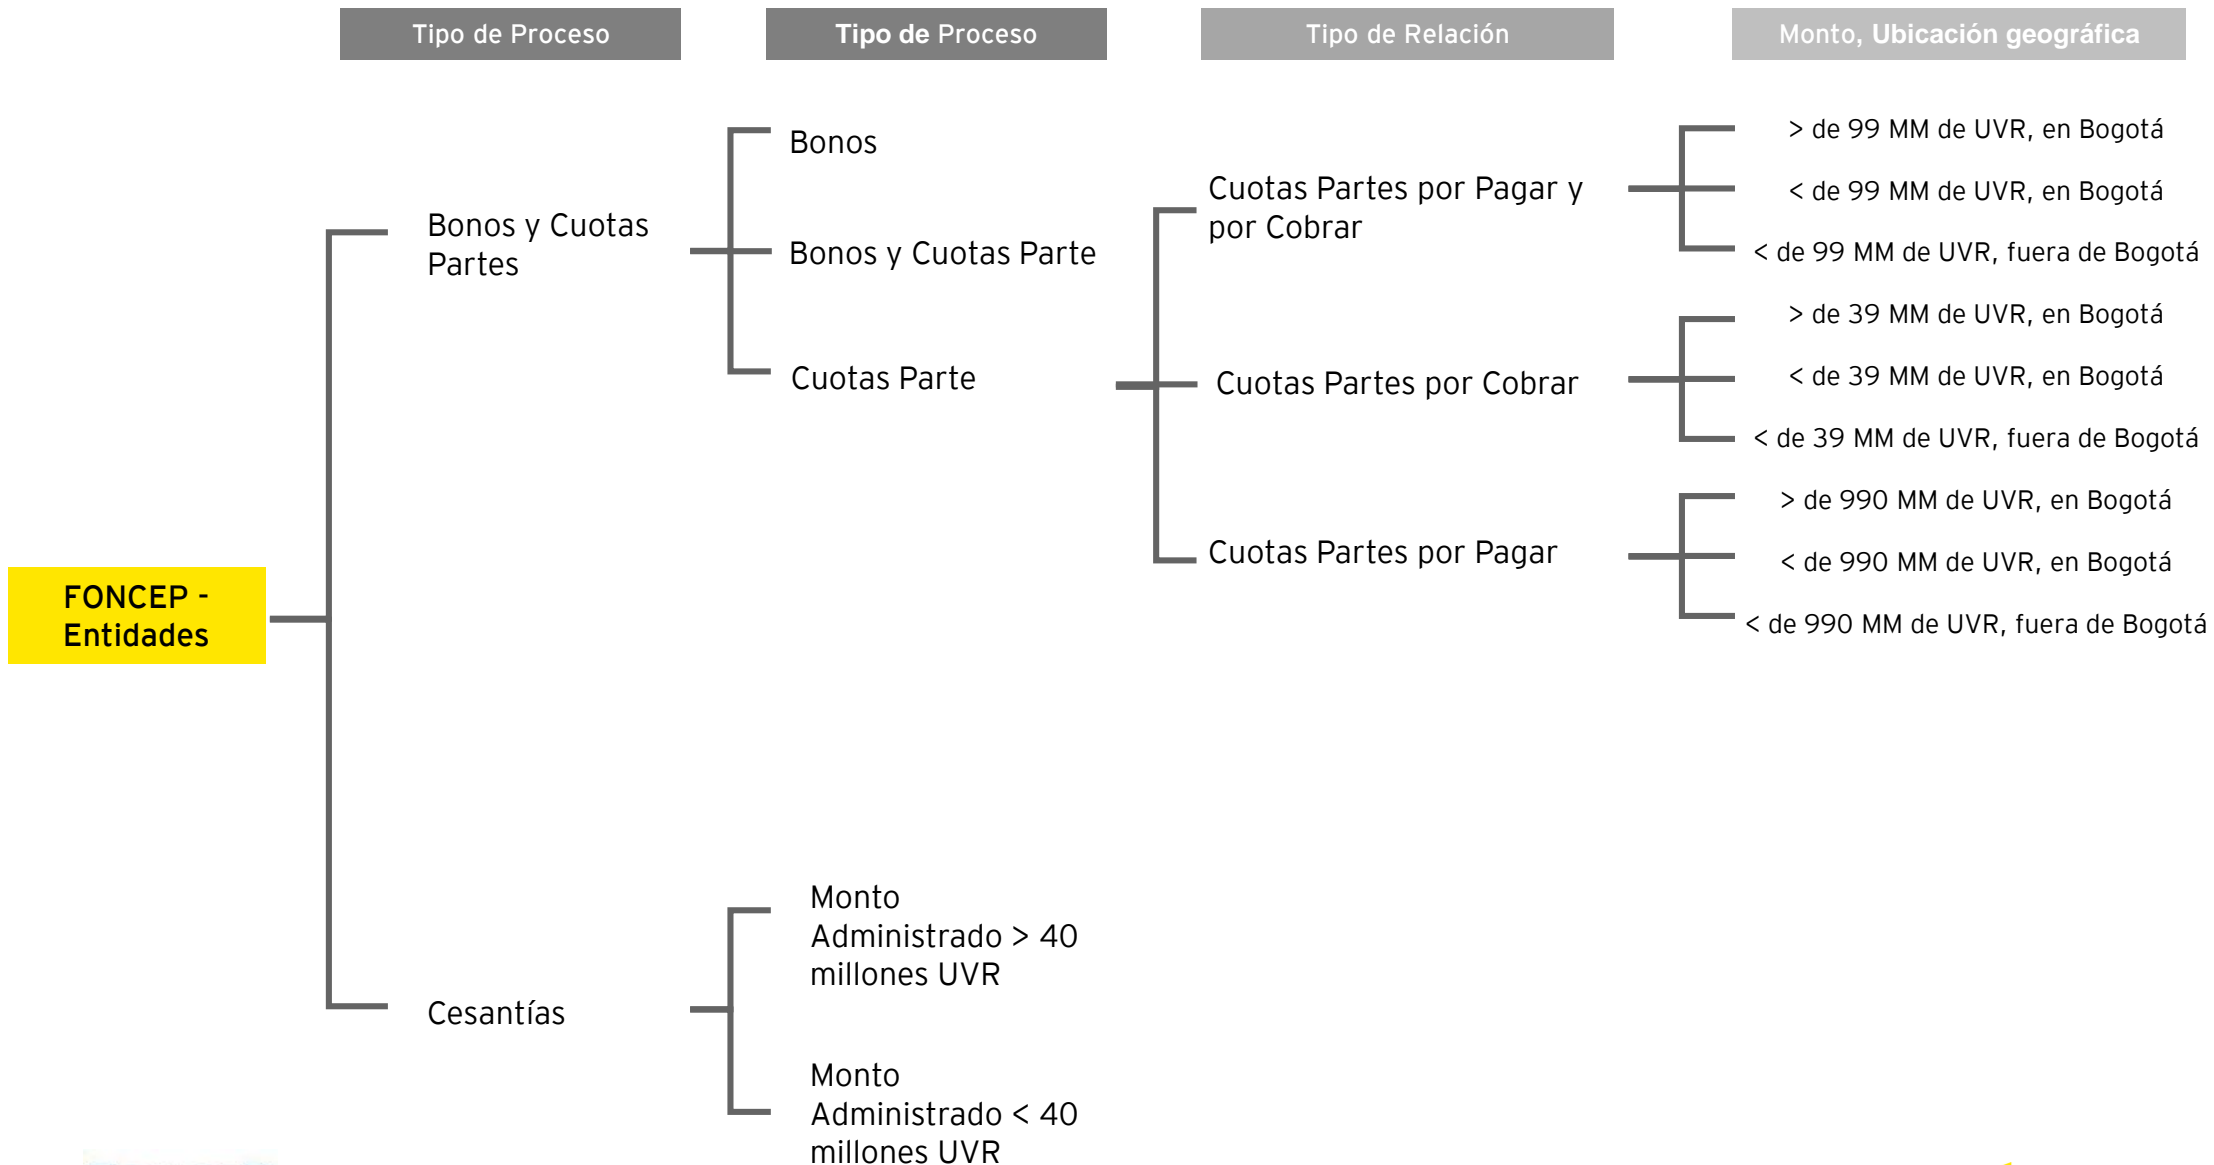 Tipo de Proceso
Tipo de Proceso
Tipo de Relación
Monto, Ubicación geográfica
FONCEP -
Entidades
Bonos y Cuotas
Partes
Cesantías
Bonos
Bonos y Cuotas Parte
Cuotas Parte
Monto
Administrado > 40
millones UVR
Monto
Administrado < 40
millones UVR
Cuotas Partes por Pagar y
por Cobrar
Cuotas Partes por Cobrar
Cuotas Partes por Pagar
> de 99 MM de UVR, en Bogotá
< de 99 MM de UVR, en Bogotá
< de 99 MM de UVR, fuera de Bogotá
> de 39 MM de UVR, en Bogotá
< de 39 MM de UVR, en Bogotá
< de 39 MM de UVR, fuera de Bogotá
> de 990 MM de UVR, en Bogotá
< de 990 MM de UVR, en Bogotá
< de 990 MM de UVR, fuera de Bogotá